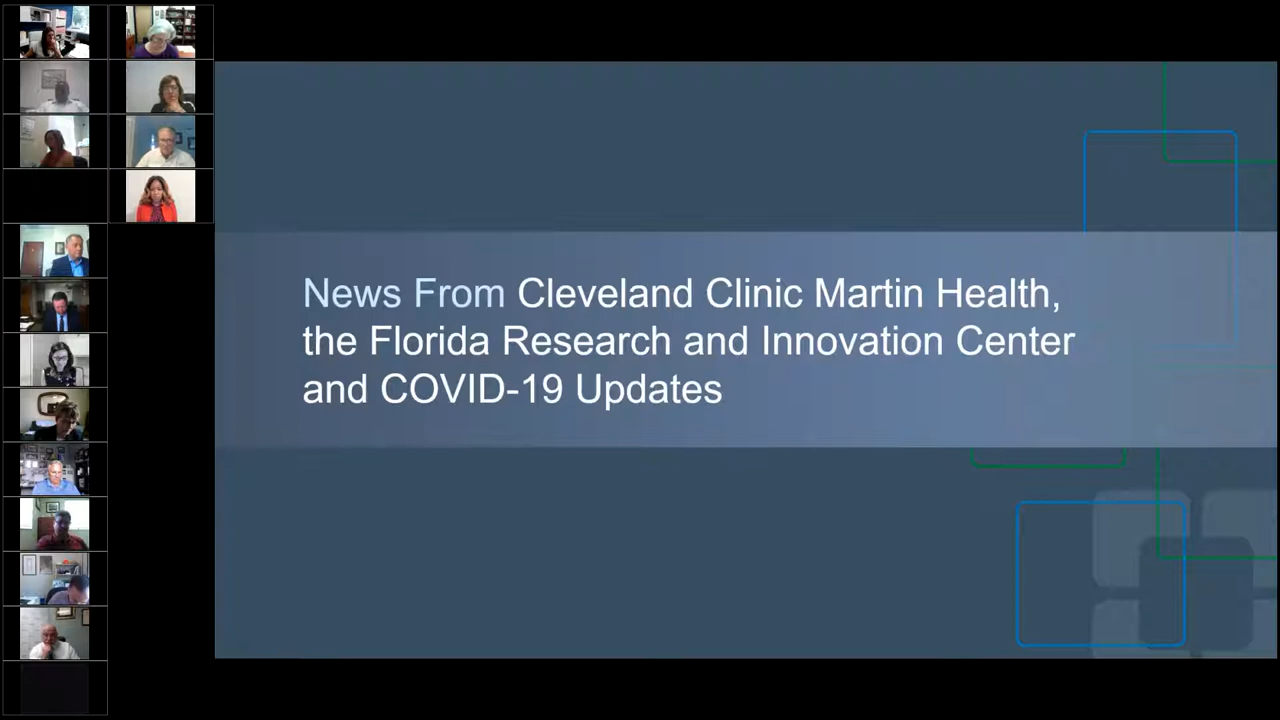 News From Cleveland Clinic Martin Health,
the Florida Research and Innovation Center
and COVID-19 Updates